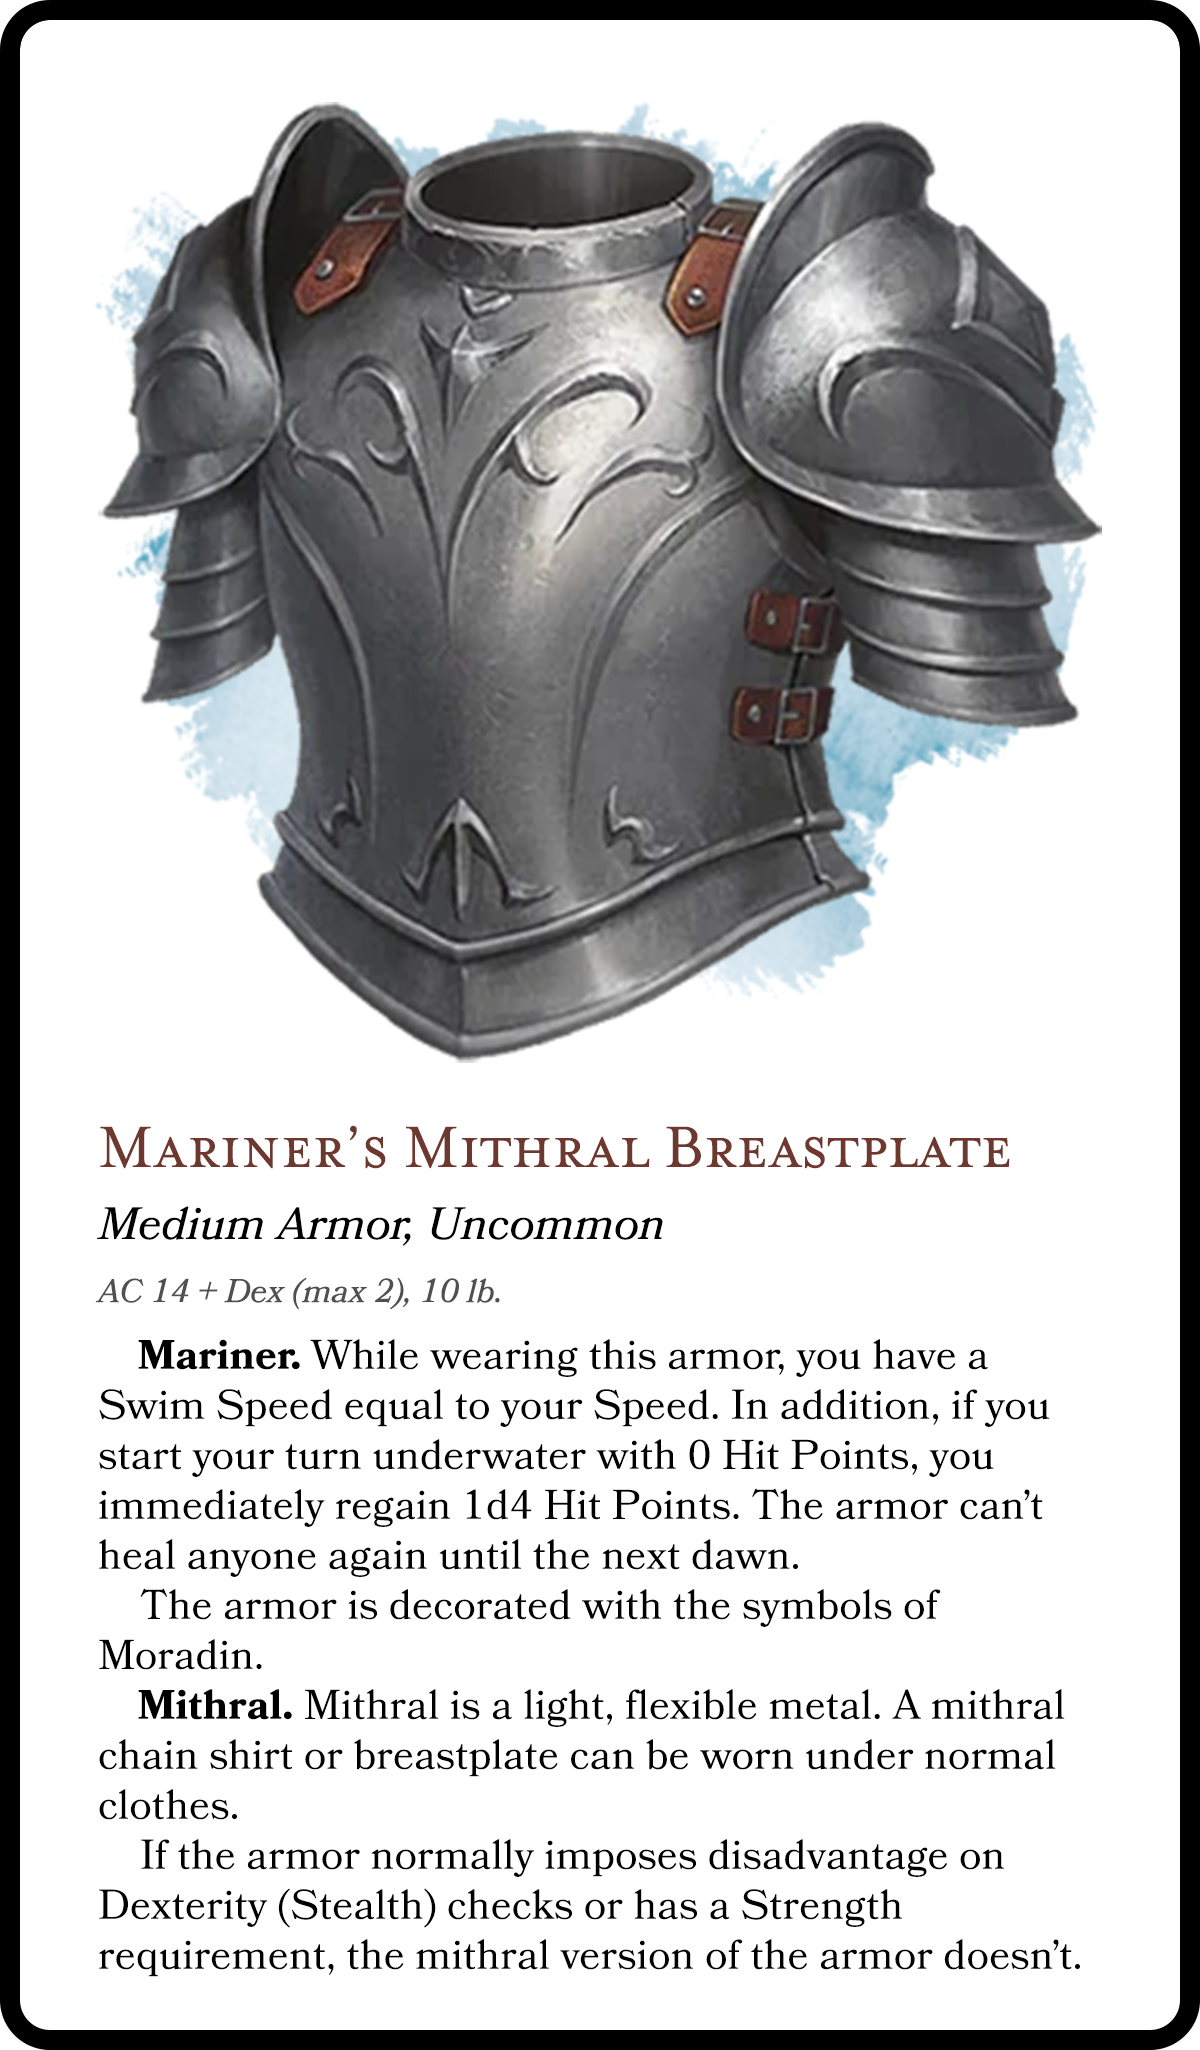 Mariner’s Mithral Breastplate
Medium Armor, Uncommon
AC 14 + Dex (max 2), 10 lb.
Mariner. While wearing this armor, you have a
Swim Speed equal to your Speed. In addition, if you
start your turn underwater with 0 Hit Points, you
immediately regain 1d4 Hit Points. The armor can’t
heal anyone again until the next dawn.
The armor is decorated with the symbols of
Moradin.
Mithral. Mithral is a light, flexible metal. A mithral
chain shirt or breastplate can be worn under normal
clothes.
If the armor normally imposes disadvantage on
Dexterity (Stealth) checks or has a Strength
requirement, the mithral version of the armor doesn’t.